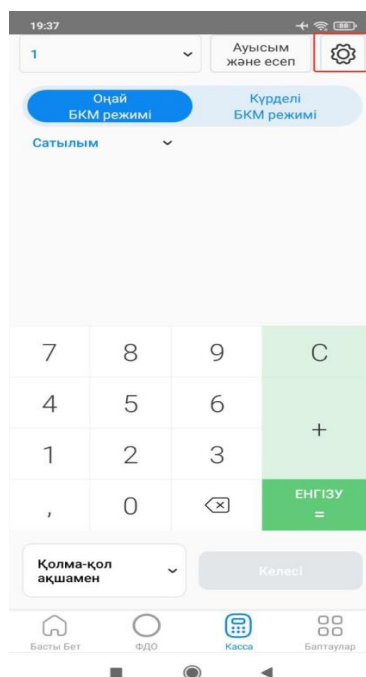 19:37
88
1
Ауысым
және есеп
Оңай
БКМ режимі
Күрделі
БКМ режимі
Сатылым
7 8 9 C
4 5 6 +
1 2 3
, 0
ЕНГІЗУ
=
Қолма-қол
ақшамен
Келесі
Басты Бет ФДО Касса Баптаулар